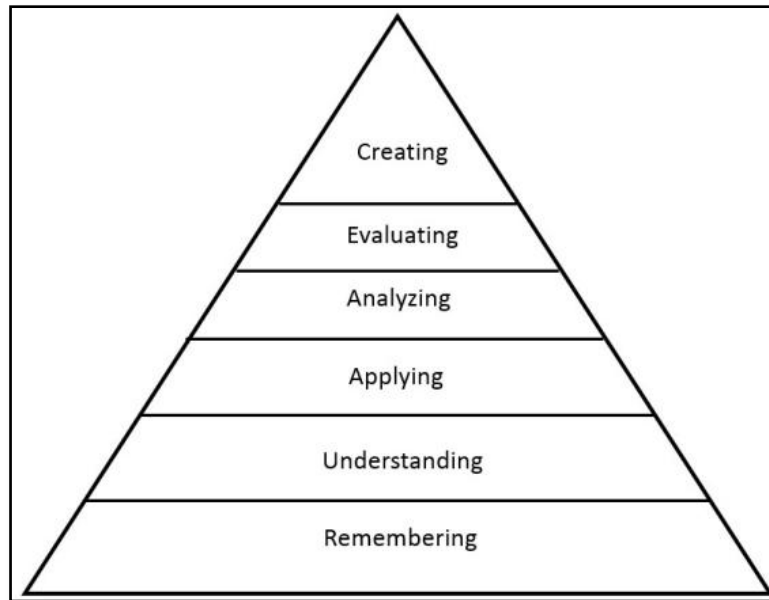 Creating
Evaluating
Analyzing
Applying
Understanding
Remembering